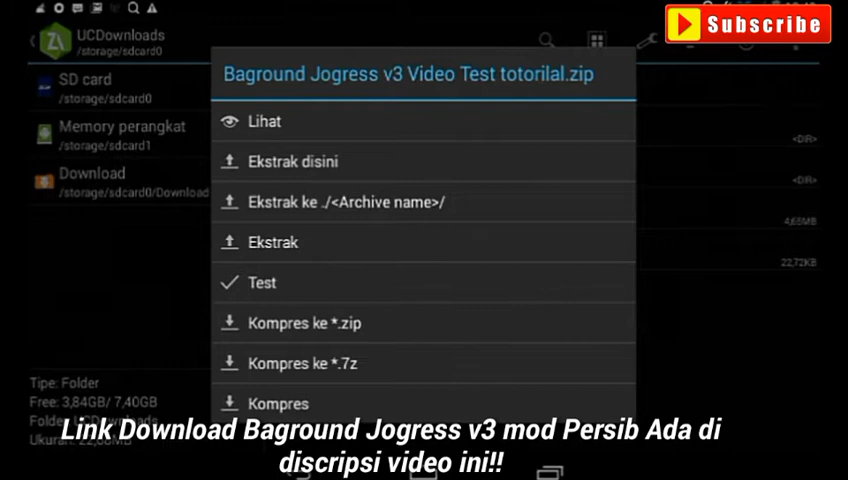 Subscribe
UCDownloads
/storage/sdcard0
SD card
/storage/sdcard0
Memory perangkat
/storage/sdcard1
Download
/storage/sdcard0/Download
Baground Jogress v3 Video Test totorilal.zip
Lihat
Ekstrak disini
Ekstrak ke ./<Archive name>/
Ekstrak
Test
Kompres ke *.zip
Kompres ke *.7z
Kompres
<DIR>
<DIR>
4,65MB
22,72KB
Tipe: Folder
Free: 3,84GB/ 7,40GB
Link Download Baground Jogress v3 mod Persib Ada di
discripsi video ini!!